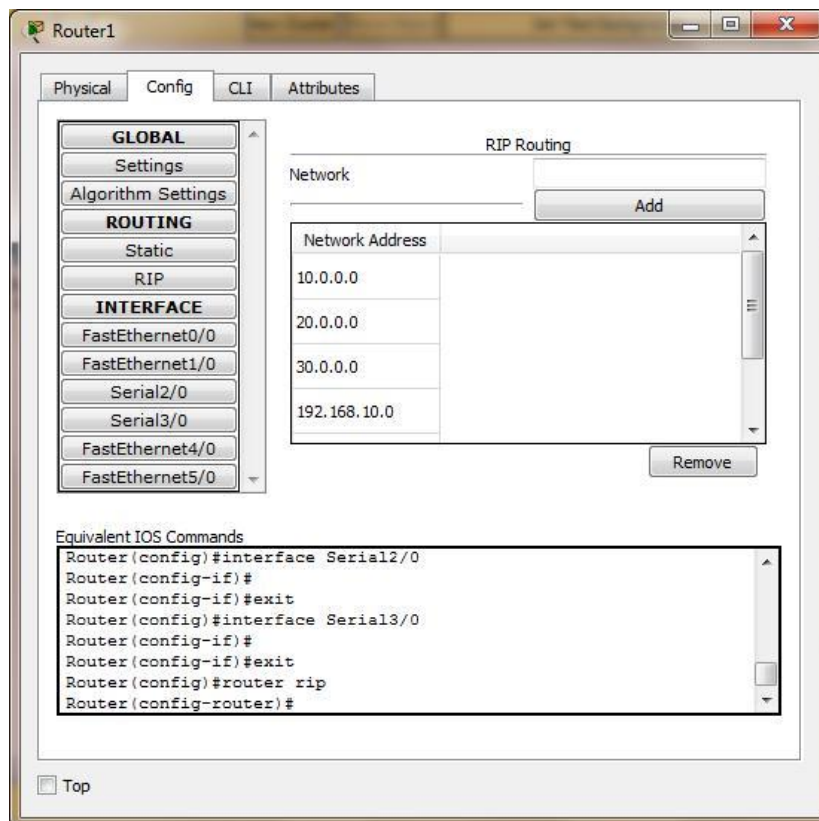 Router1
Physical Config CLI Attributes
GLOBAL
Settings
Algorithm Settings
ROUTING
Static
RIP
INTERFACE
FastEthernet0/0
FastEthernet1/0
Serial2/0
Serial3/0
FastEthernet4/0
FastEthernet5/0
RIP Routing
Network
Add
Network Address
10.0.0.0
20.0.0.0
30.0.0.0
192.168.10.0
Remove
Equivalent IOS Commands
Router(config)#interface Serial2/0
Router(config-if)#
Router(config-if)#exit
Router(config)#interface Serial3/0
Router(config-if)#
Router(config-if)#exit
Router(config)#router rip
Router(config-router)#
Top